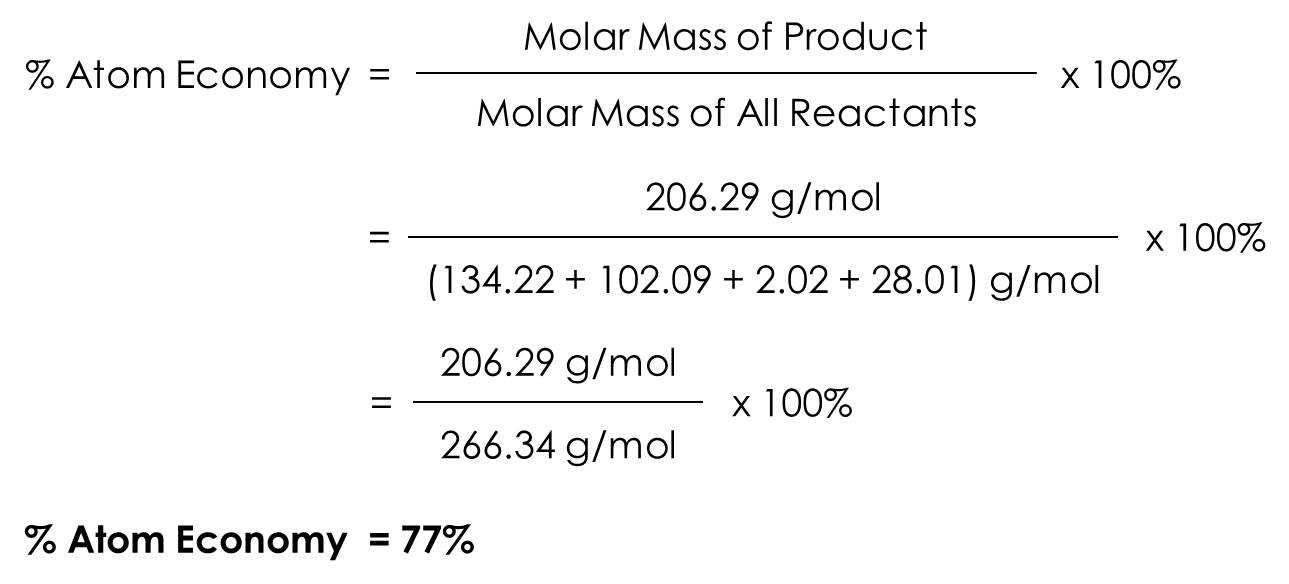 Molar Mass of Product
% Atom Economy = x 100%
Molar Mass of All Reactants
206.29 g/mol
= x 100%
(134.22 + 102.09 + 2.02 + 28.01) g/mol
206.29 g/mol
= x 100%
266.34 g/mol
% Atom Economy = 77%